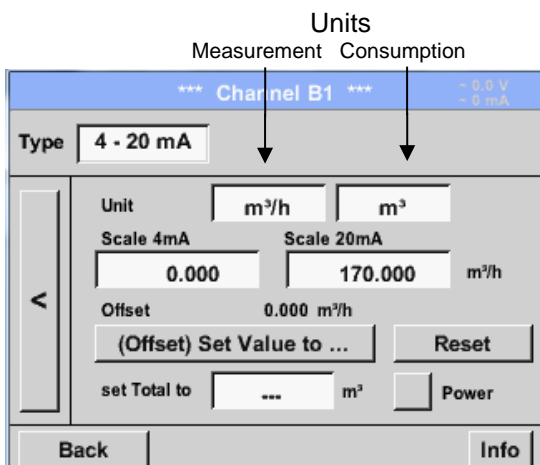 Units
Measurement Consumption
*** Channel B1 *** ~ 0.0 V
~ 0 mA
Type 4 - 20 mA
Unit m³/h m³
Scale 4mA Scale 20mA
0.000 170.000 m³/h
<
Offset 0.000 m³/h
(Offset) Set Value to ... Reset
set Total to --- m³ Power
Back Info